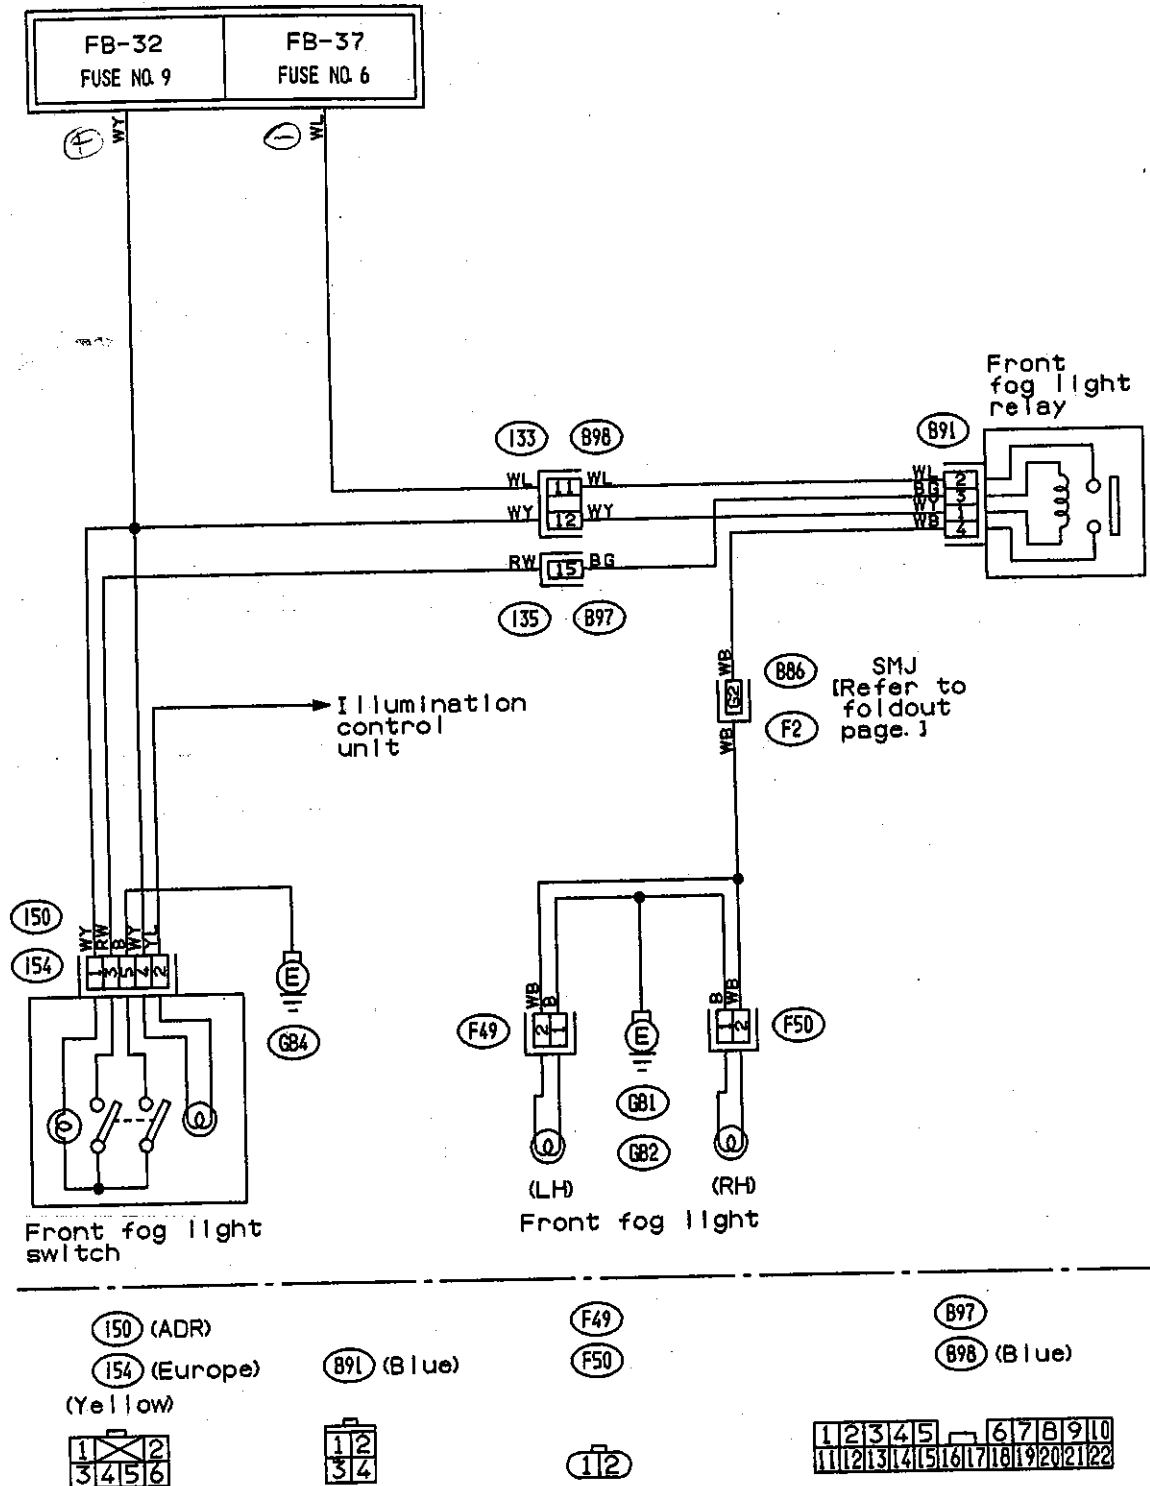 FB-32
FUSE NO. 9
FB-37
FUSE NO. 6
WY
WL
Front
fog light
relay
I33
B98
B91
WL
11
WL
WL
2
BG
3
WY
12
WY
WY
1
WB
4
RW
15
BG
I35
B97
WB
B86
SMJ
[Refer to
foldout
page.]
G2
F2
WB
Illumination
control
unit
I50
I54
WY
RW
B
WY
YL
1
3
5
4
2
E
GB4
WB
B
B
WB
F49
2
1
E
1
2
F50
GB1
GB2
(LH)
(RH)
Front fog light
Front fog light
switch
I50 (ADR)
I54 (Europe)
(Yellow)
B91 (Blue)
F49
F50
B97
B98 (Blue)
1 2
3 4 5 6
1 2
3 4
1 2
1 2 3 4 5 6 7 8 9 10
11 12 13 14 15 16 17 18 19 20 21 22